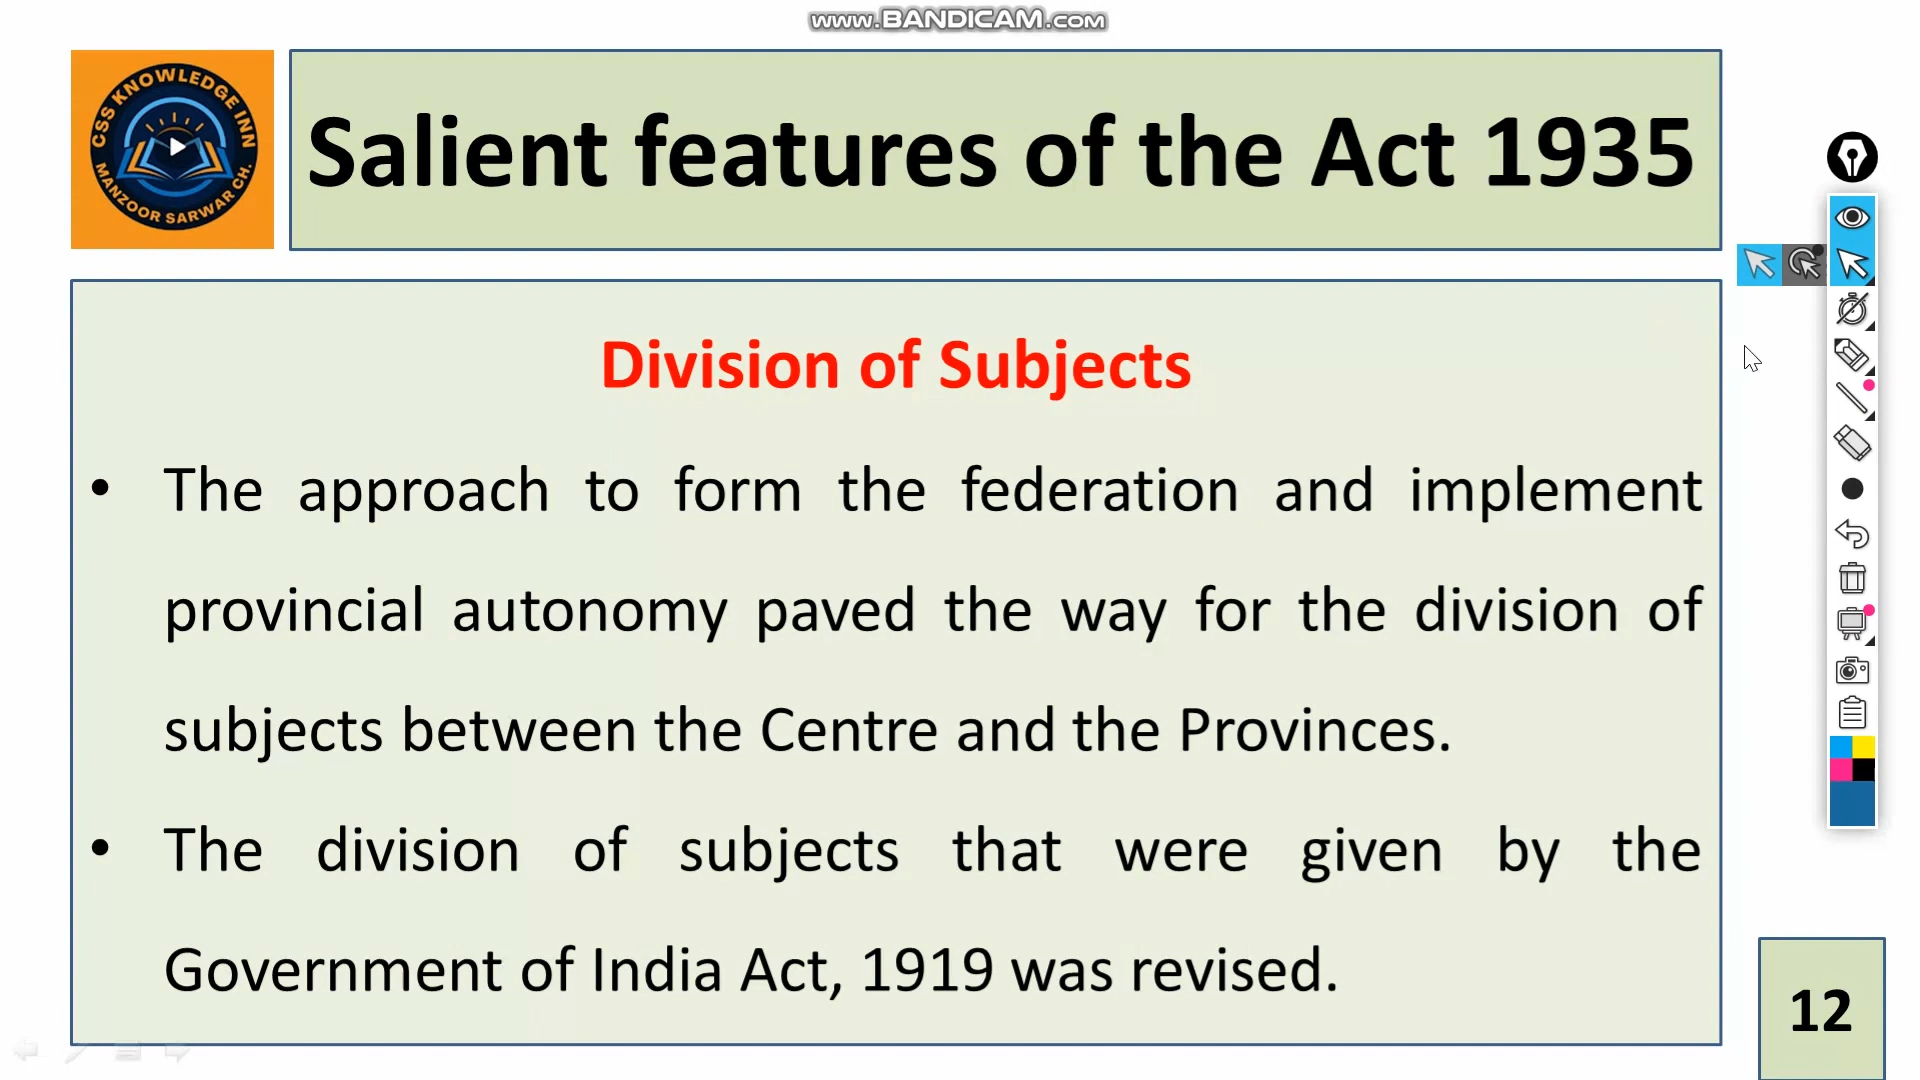 www.BANDICAM.com
CSS KNOWLEDGE INN
MANZOOR SARWAR CH.
Salient features of the Act 1935
Division of Subjects
• The approach to form the federation and implement
provincial autonomy paved the way for the division of
subjects between the Centre and the Provinces.
• The division of subjects that were given by the
Government of India Act, 1919 was revised.
12